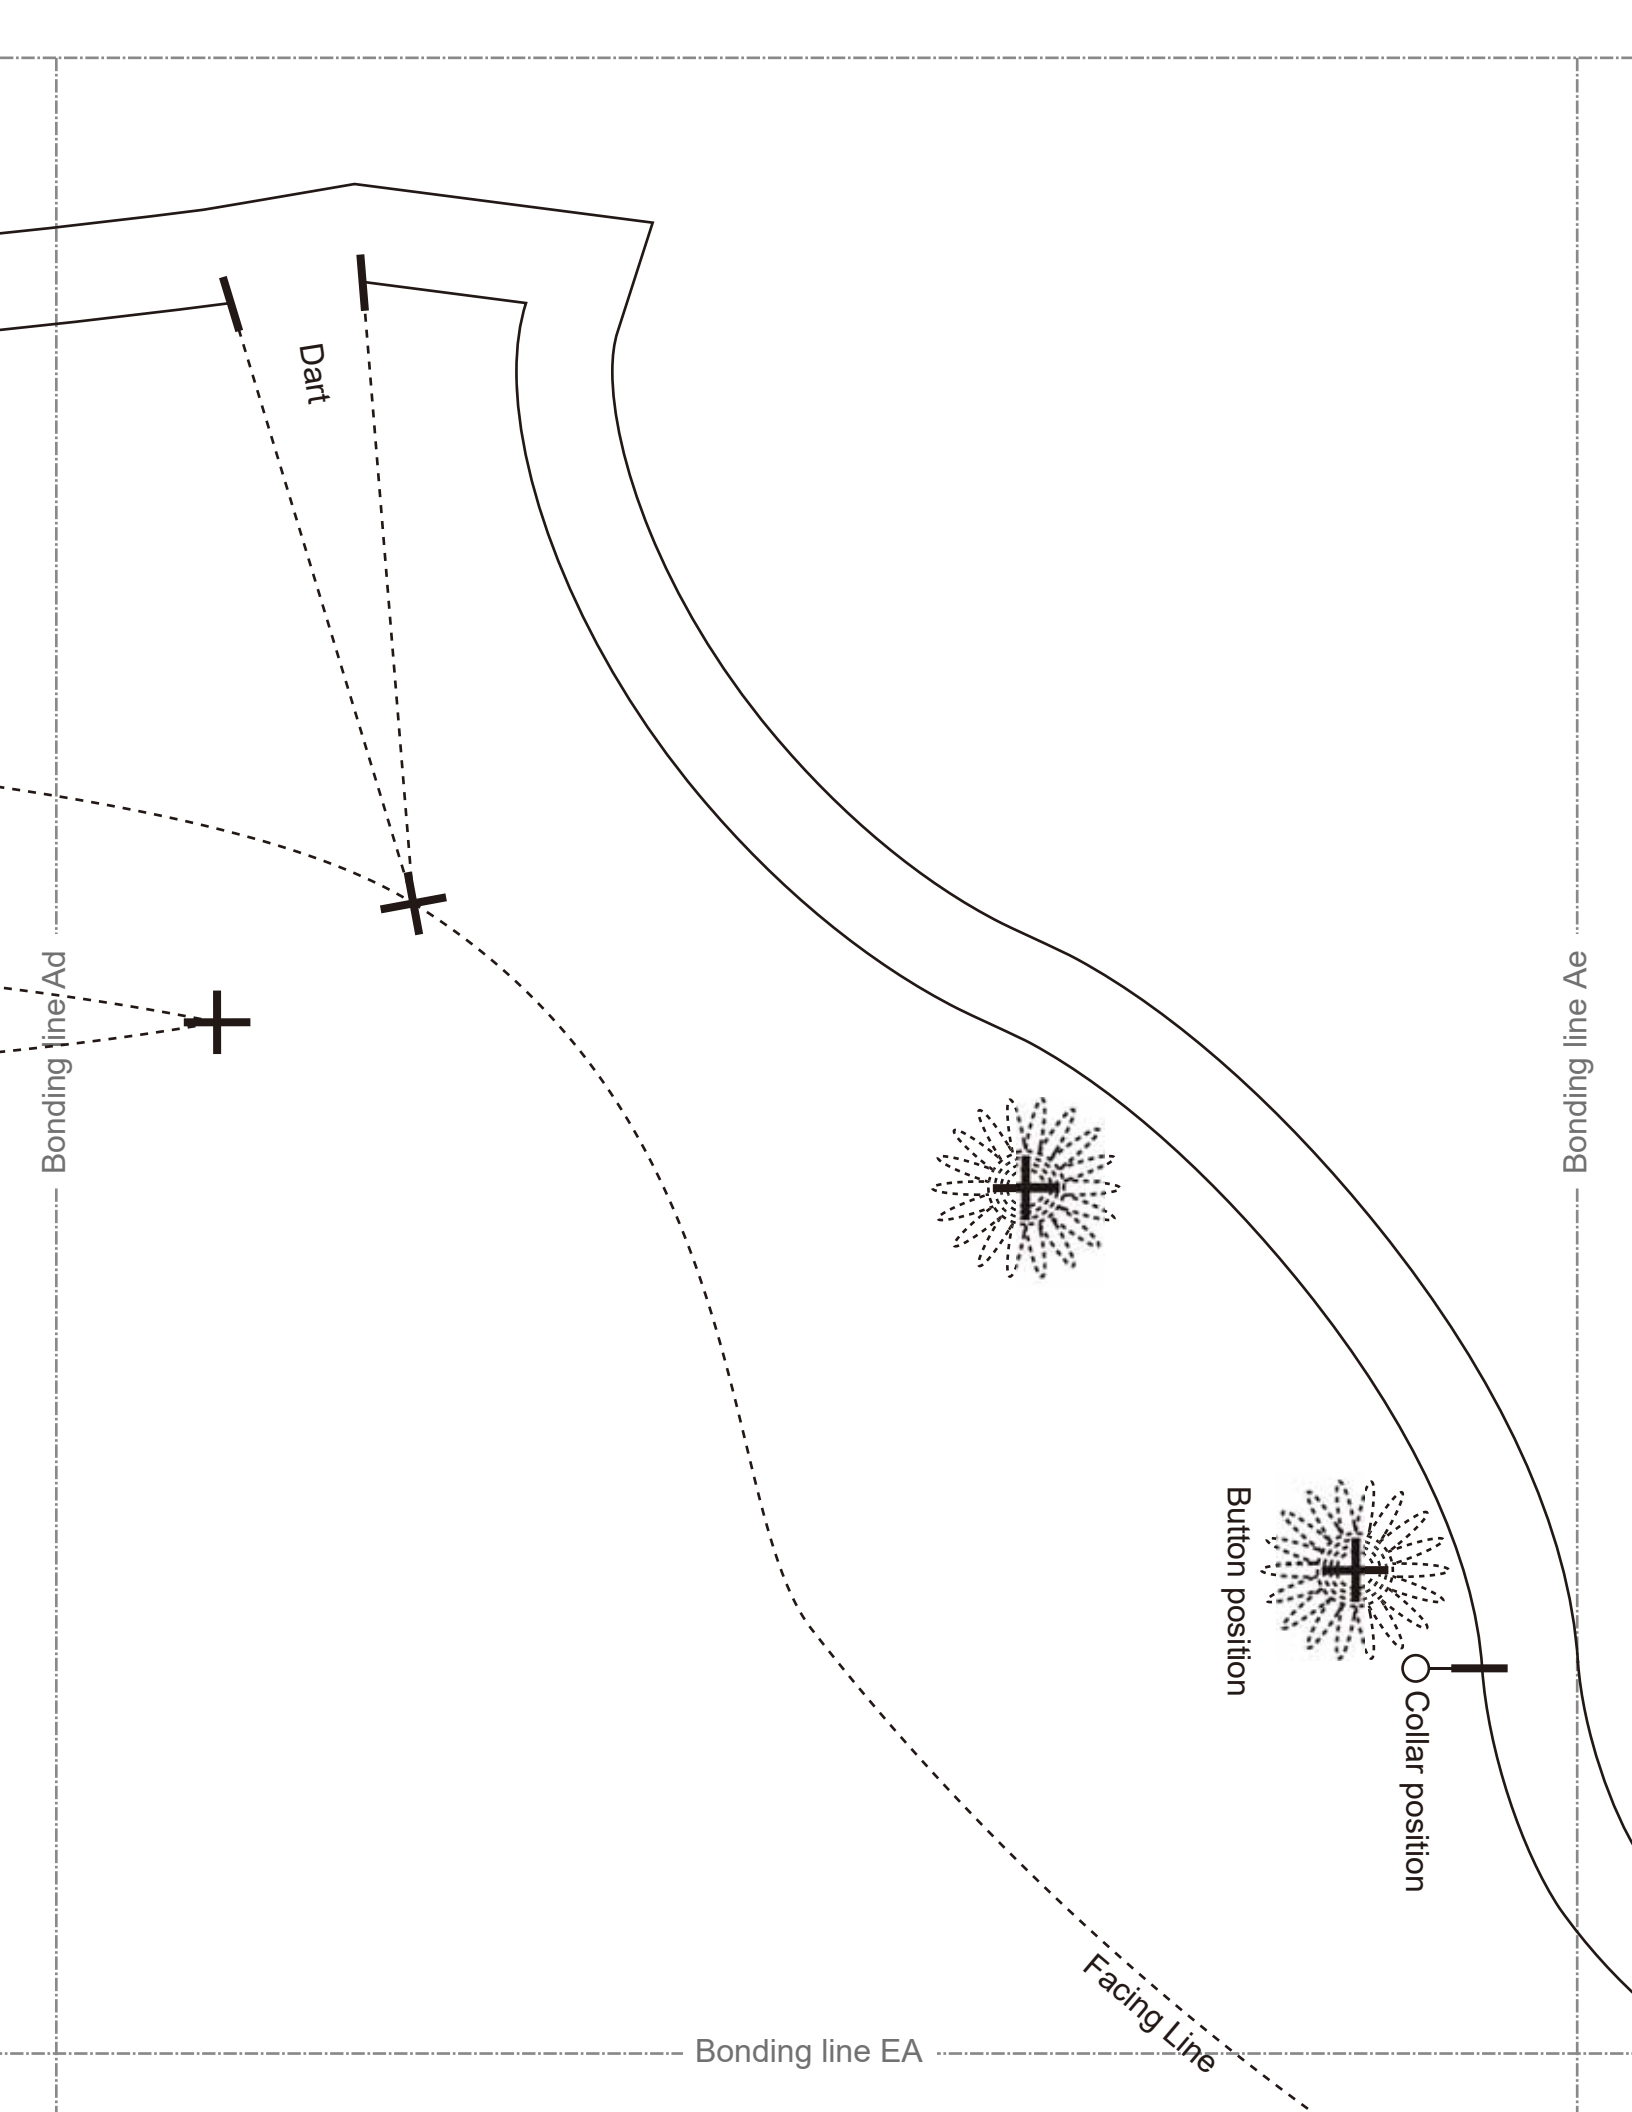 Dart
Bonding line Ad
Bonding line Ae
Button position
Collar position
Facing Line
Bonding line EA